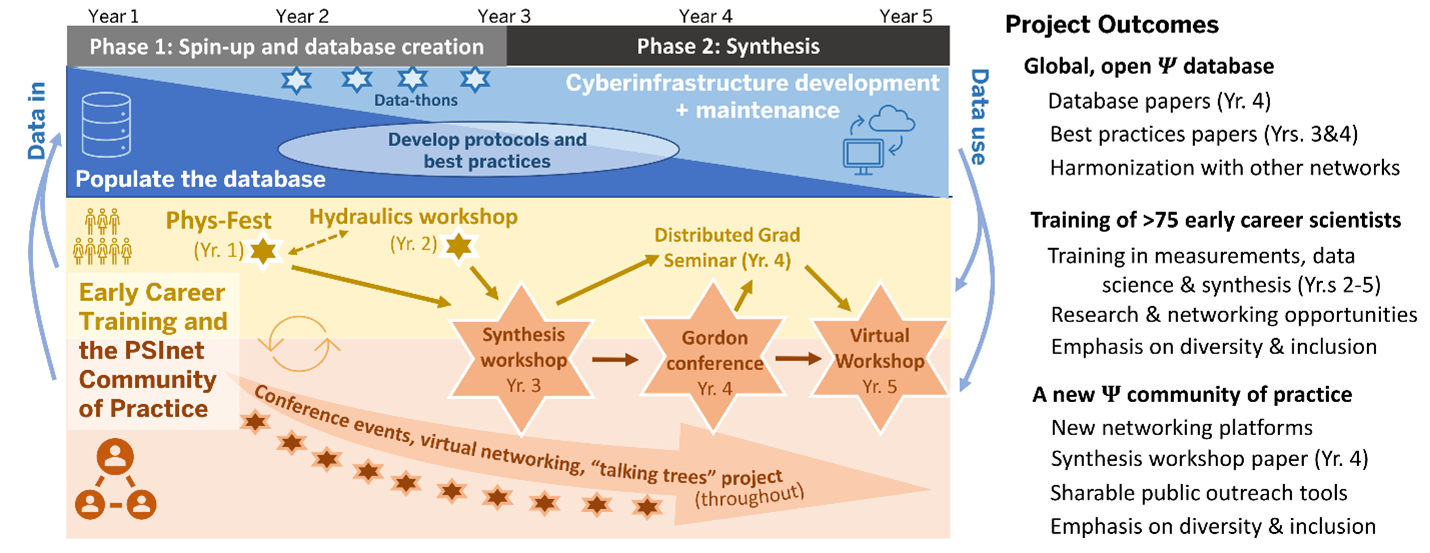 Year 1
Year 2
Year 3
Year 4
Year 5
Phase 1: Spin-up and database creation
Phase 2: Synthesis
Data in
Data-thons
Cyberinfrastructure development
+ maintenance
Develop protocols and
best practices
Populate the database
Data use
Phys-Fest
(Yr. 1)
Hydraulics workshop
(Yr. 2)
Distributed Grad
Seminar (Yr. 4)
Early Career
Training and
the PSInet
Community
of Practice
Synthesis
workshop
Yr. 3
Gordon
conference
Yr. 4
Virtual
Workshop
Yr. 5
Conference events, virtual networking, “talking trees” project
(throughout)
Project Outcomes
Global, open Ψ database
Database papers (Yr. 4)
Best practices papers (Yrs. 3&4)
Harmonization with other networks
Training of >75 early career scientists
Training in measurements, data
science & synthesis (Yr.s 2-5)
Research & networking opportunities
Emphasis on diversity & inclusion
A new Ψ community of practice
New networking platforms
Synthesis workshop paper (Yr. 4)
Sharable public outreach tools
Emphasis on diversity & inclusion